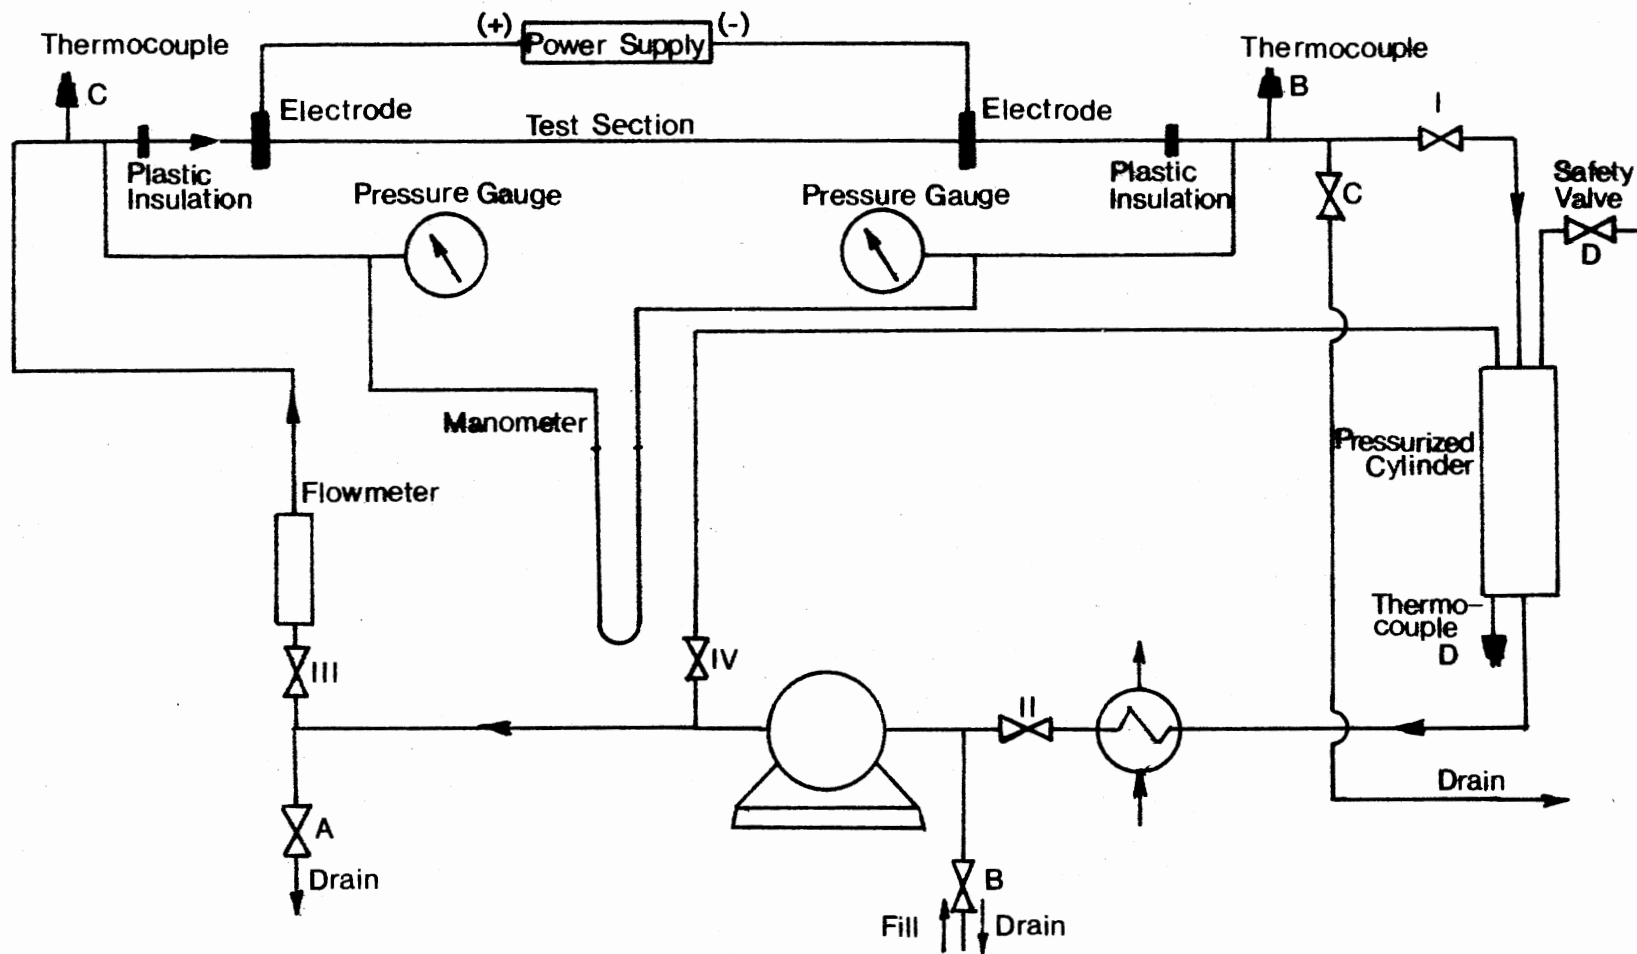 (+) Power Supply (-)
Thermocouple
C
Electrode
Test Section
Electrode
Thermocouple
B
I
Plastic
Insulation
Pressure Gauge
Pressure Gauge
Plastic
Insulation
C
Safety
Valve
D
Manometer
Pressurized
Cylinder
Flowmeter
Thermo-
couple
D
III
IV
II
Drain
A
Drain
B
Fill
Drain